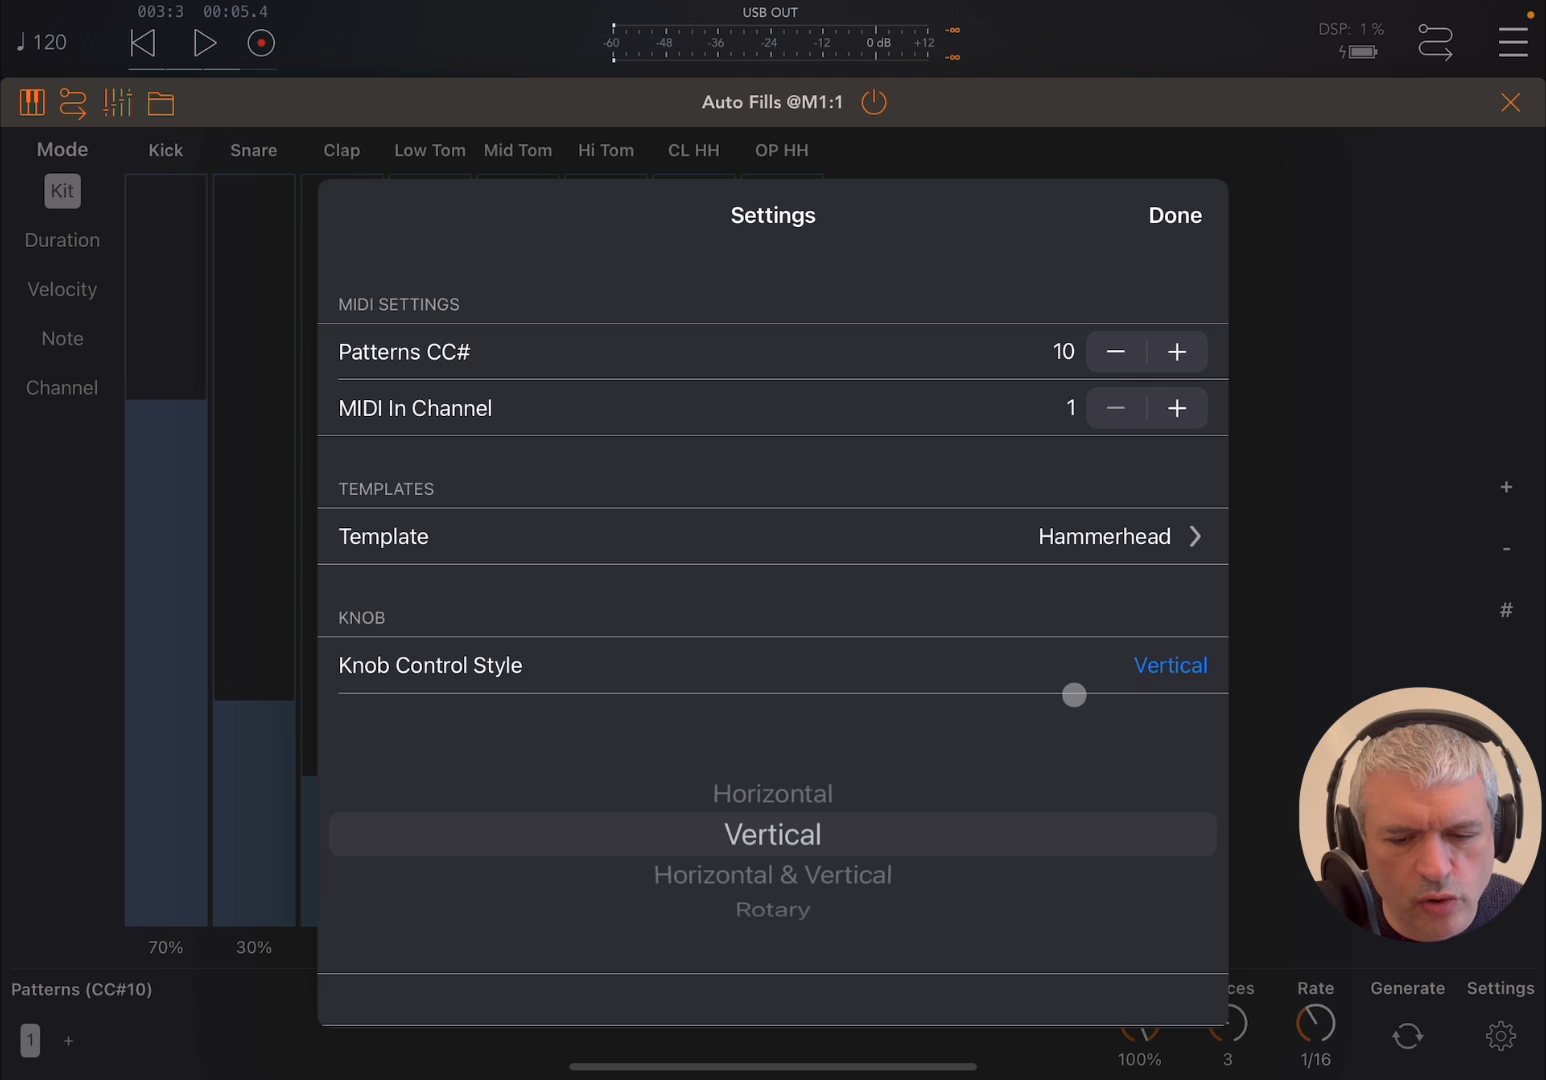 003:3 00:05.4
120
USB OUT
-60 -48 -36 -24 -12 0 dB +12
-∞
-∞
DSP: 1 %
Auto Fills @M1:1
Mode Kick Snare Clap Low Tom Mid Tom Hi Tom CL HH OP HH
Kit
Duration
Velocity
Note
Channel
Settings Done
MIDI SETTINGS
Patterns CC# 10 − +
MIDI In Channel 1 − +
TEMPLATES
Template Hammerhead
KNOB
Knob Control Style Vertical
Horizontal
Vertical
Horizontal & Vertical
Rotary
+
-
#
70% 30%
Patterns (CC#10)
1 +
ces Rate Generate Settings
100% 3 1/16